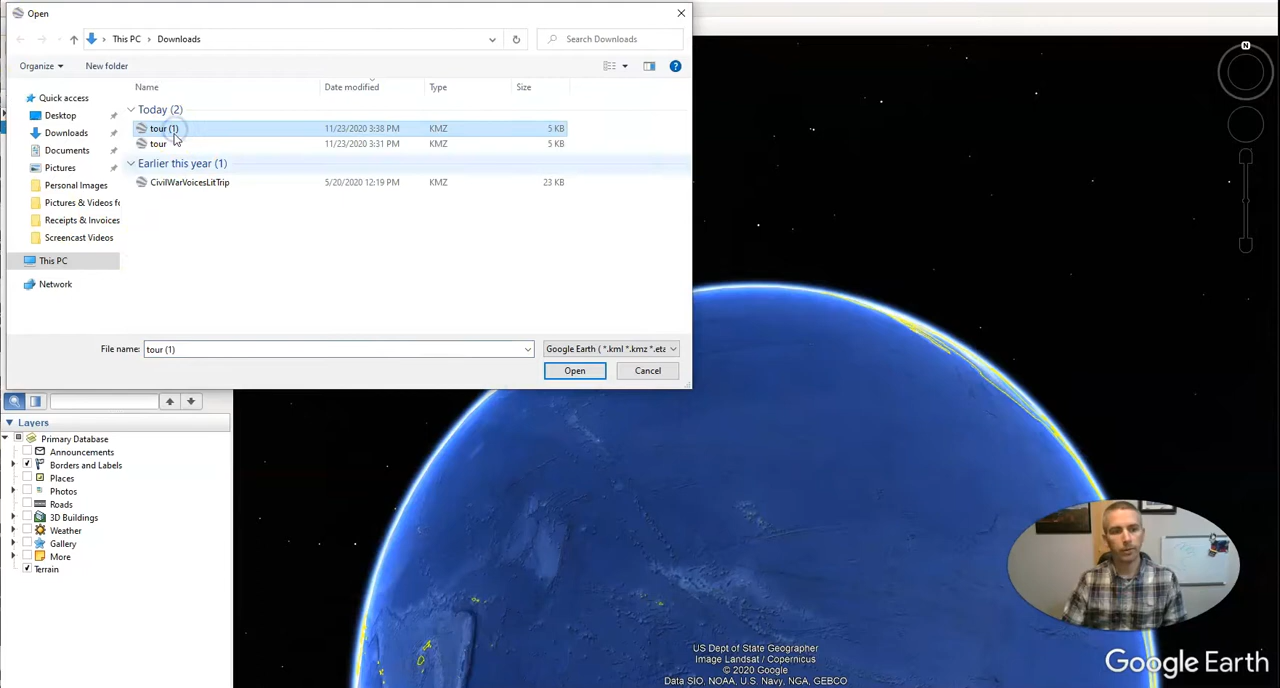 Open
This PC > Downloads
Search Downloads
Organize
New folder
Name Date modified Type Size
Quick access
Desktop
Downloads
Documents
Pictures
Personal Images
Pictures & Videos fo
Receipts & Invoices
Screencast Videos
This PC
Network
Today (2)
tour (1) 11/23/2020 3:38 PM KMZ 5 KB
tour 11/23/2020 3:31 PM KMZ 5 KB
Earlier this year (1)
CivilWarVoicesLitTrip 5/20/2020 12:19 PM KMZ 23 KB
File name: tour (1) Google Earth ( *.kml *.kmz *.eta
Open Cancel
Layers
Primary Database
Announcements
Borders and Labels
Places
Photos
Roads
3D Buildings
Weather
Gallery
More
Terrain
N
US Dept of State Geographer
Image Landsat / Copernicus
© 2020 Google
Data SIO, NOAA, U.S. Navy, NGA, GEBCO
Google Earth